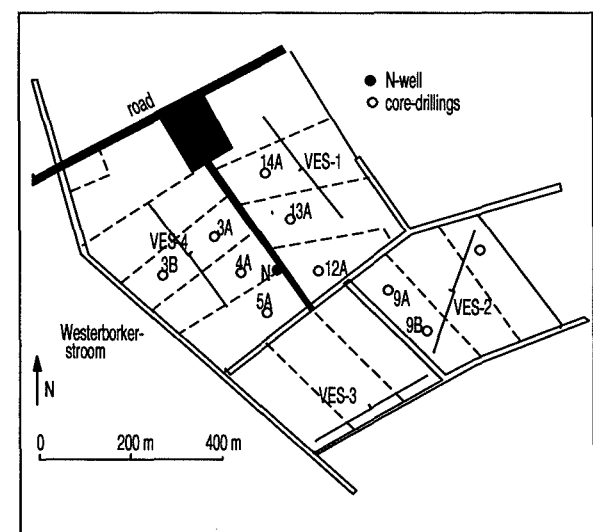 road
N-well
core-drillings
14A
VES-1
13A
3A
VES-4
3B
4A
N
12A
5A
9A
VES-2
9B
Westerborker-
stroom
VES-3
N
0 200 m 400 m